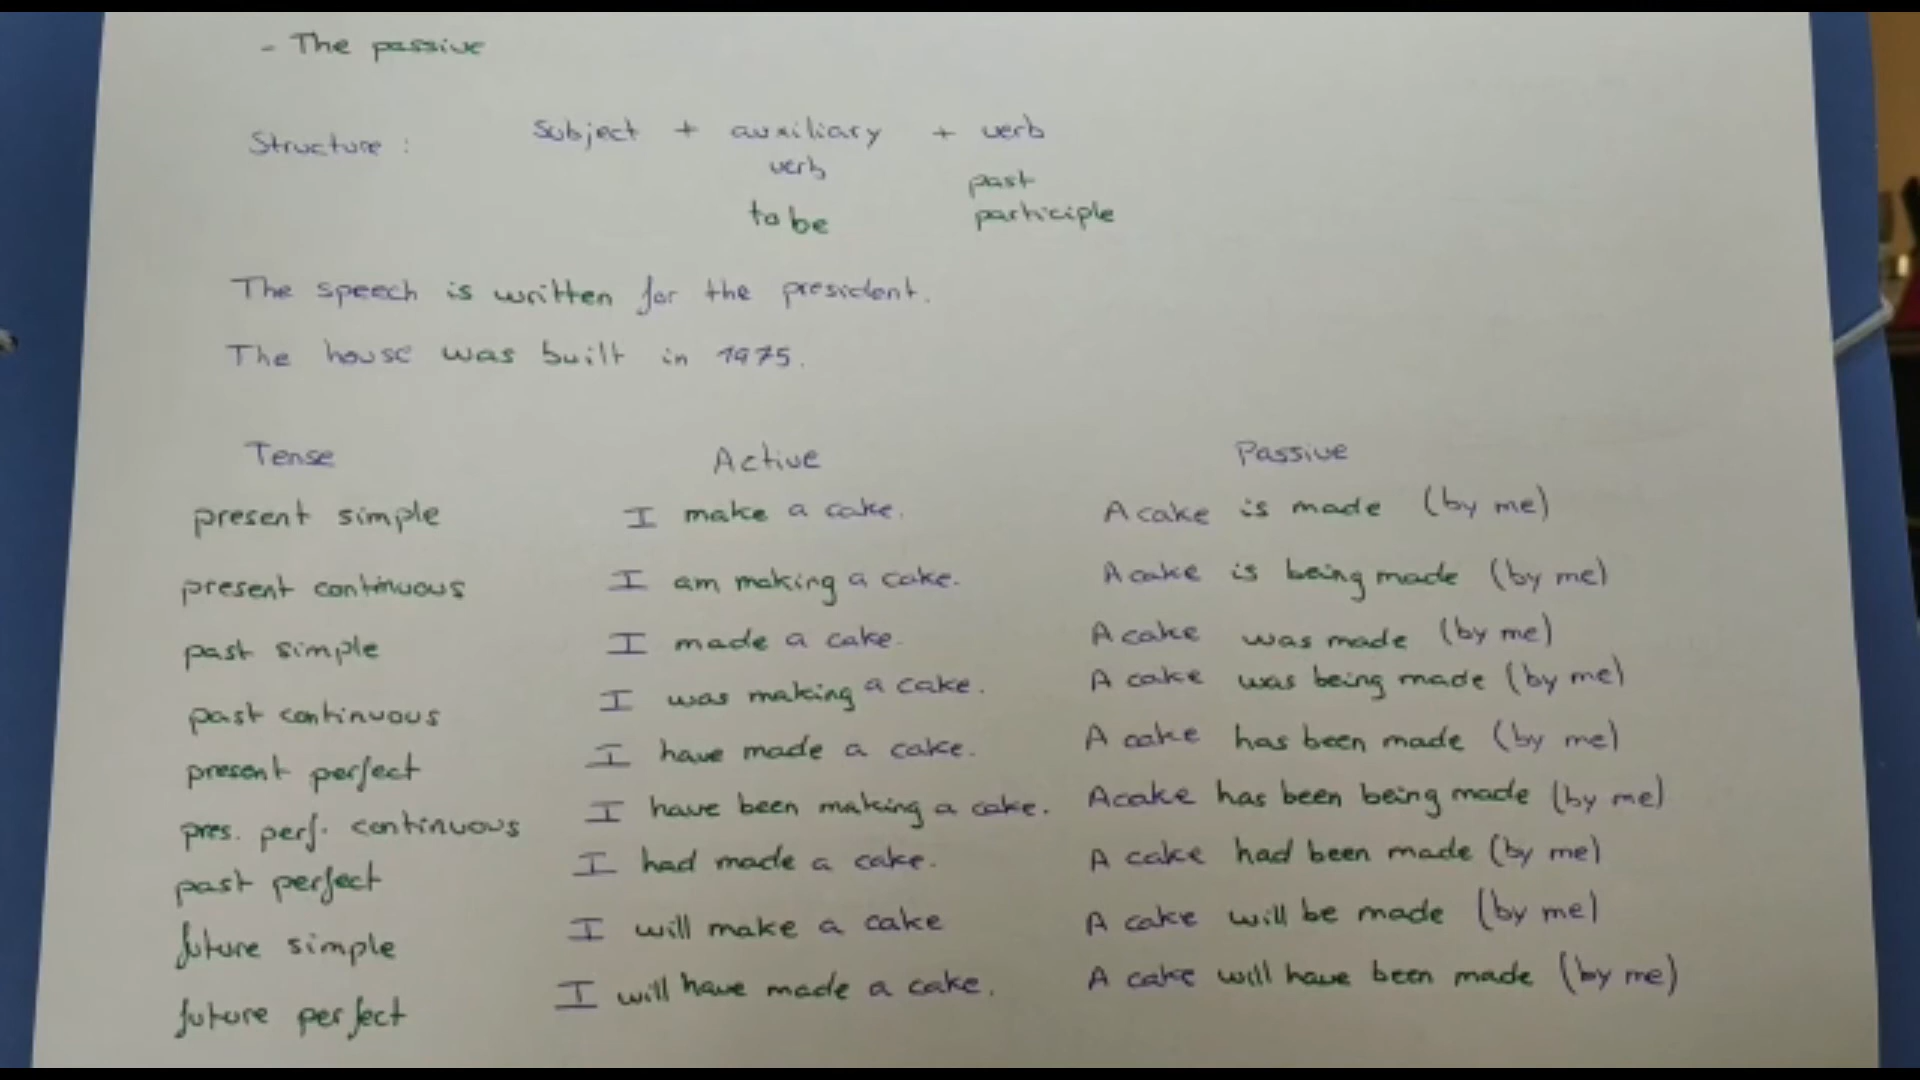 - The passive
Structure : Subject + auxiliary + verb
verb past
to be participle
The speech is written for the president.
The house was built in 1975.
Tense Active Passive
present simple I make a cake. A cake is made (by me)
present continuous I am making a cake. A cake is being made (by me)
past simple I made a cake. A cake was made (by me)
past continuous I was making a cake. A cake was being made (by me)
present perfect I have made a cake. A cake has been made (by me)
pres. perf. continuous I have been making a cake. A cake has been being made (by me)
past perfect I had made a cake. A cake had been made (by me)
future simple I will make a cake A cake will be made (by me)
future perfect I will have made a cake. A cake will have been made (by me)